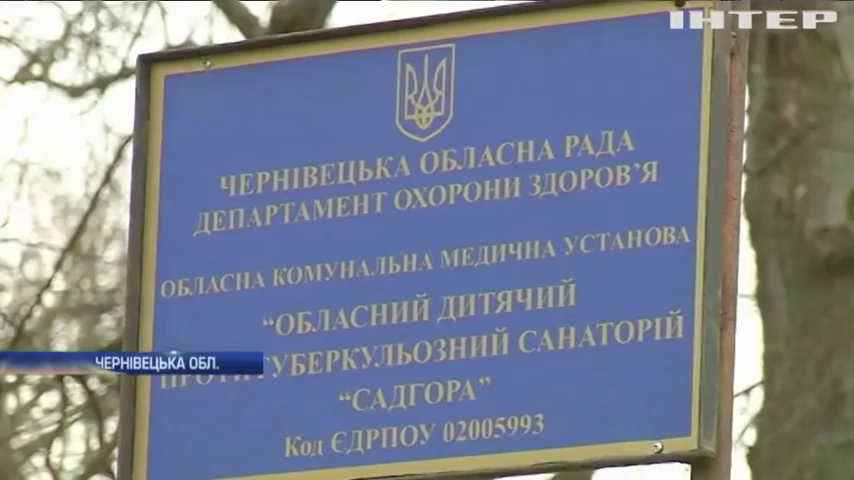 ІНТЕР
ЧЕРНІВЕЦЬКА ОБЛАСНА РАДА
ДЕПАРТАМЕНТ ОХОРОНИ ЗДОРОВ’Я
ОБЛАСНА КОМУНАЛЬНА МЕДИЧНА УСТАНОВА
“ОБЛАСНИЙ ДИТЯЧИЙ
ПРОТИТУБЕРКУЛЬОЗНИЙ САНАТОРІЙ
“САДГОРА”
Код ЄДРПОУ 02005993
ЧЕРНІВЕЦЬКА ОБЛ.